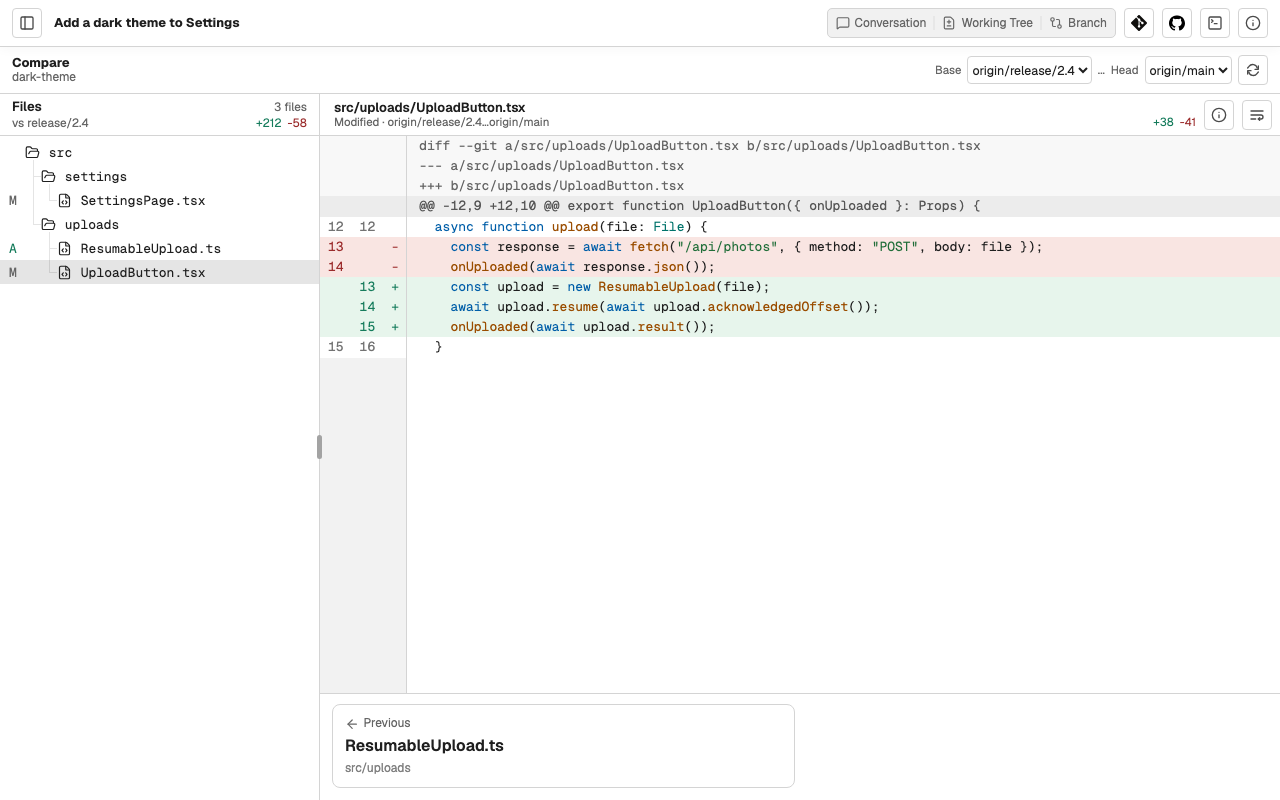 Add a dark theme to Settings
Conversation
Working Tree
Branch
Compare
dark-theme
Base
origin/release/2.4
...
Head
origin/main
Files
3 files
vs release/2.4
+212 -58
src
settings
M SettingsPage.tsx
uploads
A ResumableUpload.ts
M UploadButton.tsx
src/uploads/UploadButton.tsx
Modified · origin/release/2.4…origin/main
+38 -41
diff --git a/src/uploads/UploadButton.tsx b/src/uploads/UploadButton.tsx
--- a/src/uploads/UploadButton.tsx
+++ b/src/uploads/UploadButton.tsx
@@ -12,9 +12,10 @@ export function UploadButton({ onUploaded }: Props) {
12 12 async function upload(file: File) {
13 - const response = await fetch("/api/photos", { method: "POST", body: file });
14 - onUploaded(await response.json());
13 + const upload = new ResumableUpload(file);
14 + await upload.resume(await upload.acknowledgedOffset());
15 + onUploaded(await upload.result());
15 16 }
Previous
ResumableUpload.ts
src/uploads